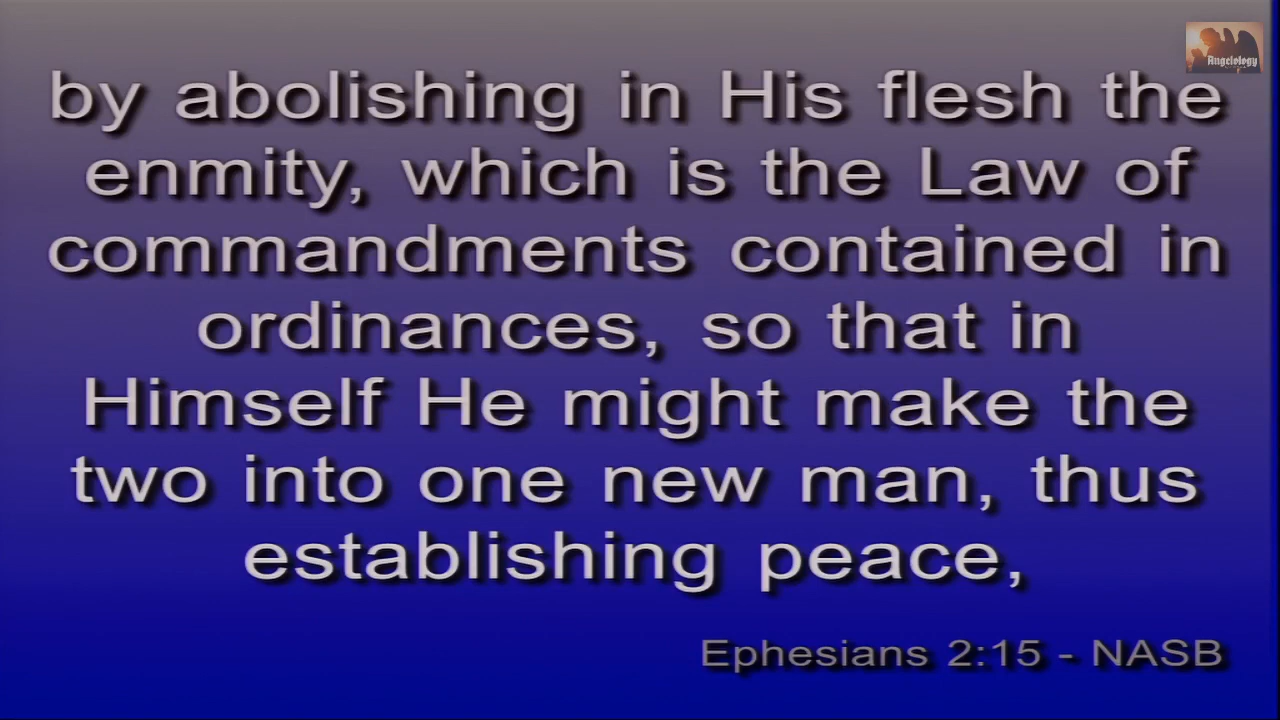 Angelology
by abolishing in His flesh the
enmity, which is the Law of
commandments contained in
ordinances, so that in
Himself He might make the
two into one new man, thus
establishing peace,
Ephesians 2:15 - NASB